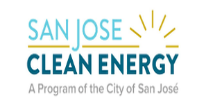 SAN JOSE
CLEAN ENERGY
A Program of the City of San José